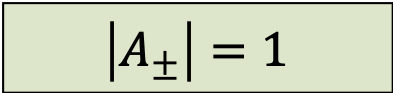 |A±| = 1